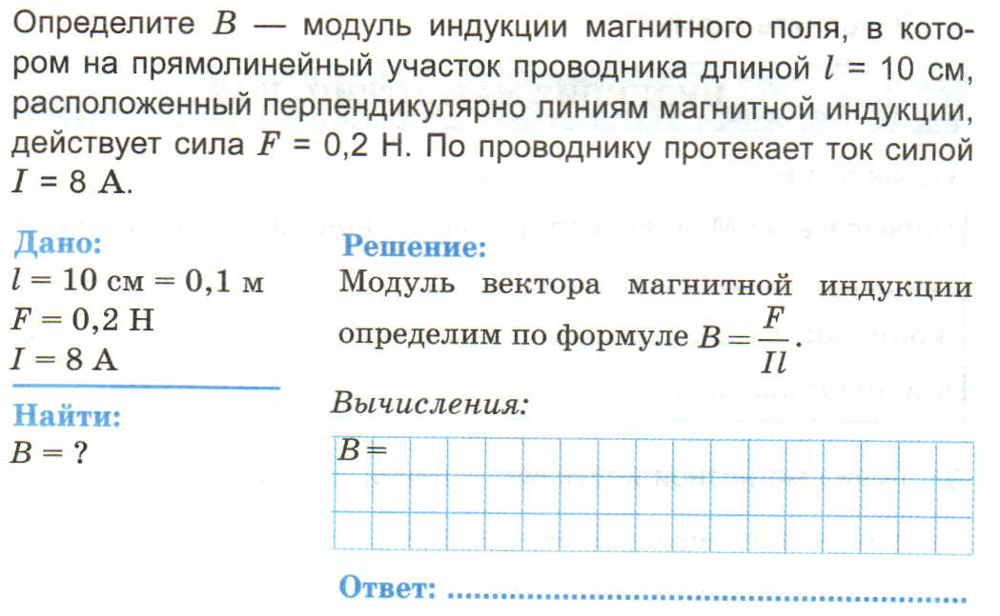 Определите B — модуль индукции магнитного поля, в кото-
ром на прямолинейный участок проводника длиной l = 10 см,
расположенный перпендикулярно линиям магнитной индукции,
действует сила F = 0,2 Н. По проводнику протекает ток силой
I = 8 А.
Дано:
l = 10 см = 0,1 м
F = 0,2 Н
I = 8 А
Найти:
B = ?
Решение:
Модуль вектора магнитной индукции
определим по формуле B = F/Il.
Вычисления:
B =
Ответ: ........................................